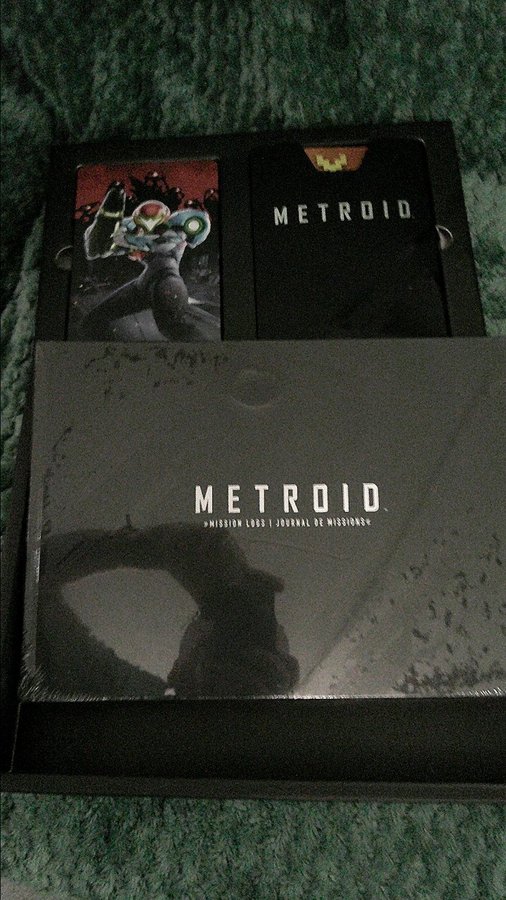 METROID
METROID
MISSION LOGS | JOURNAL DE MISSIONS